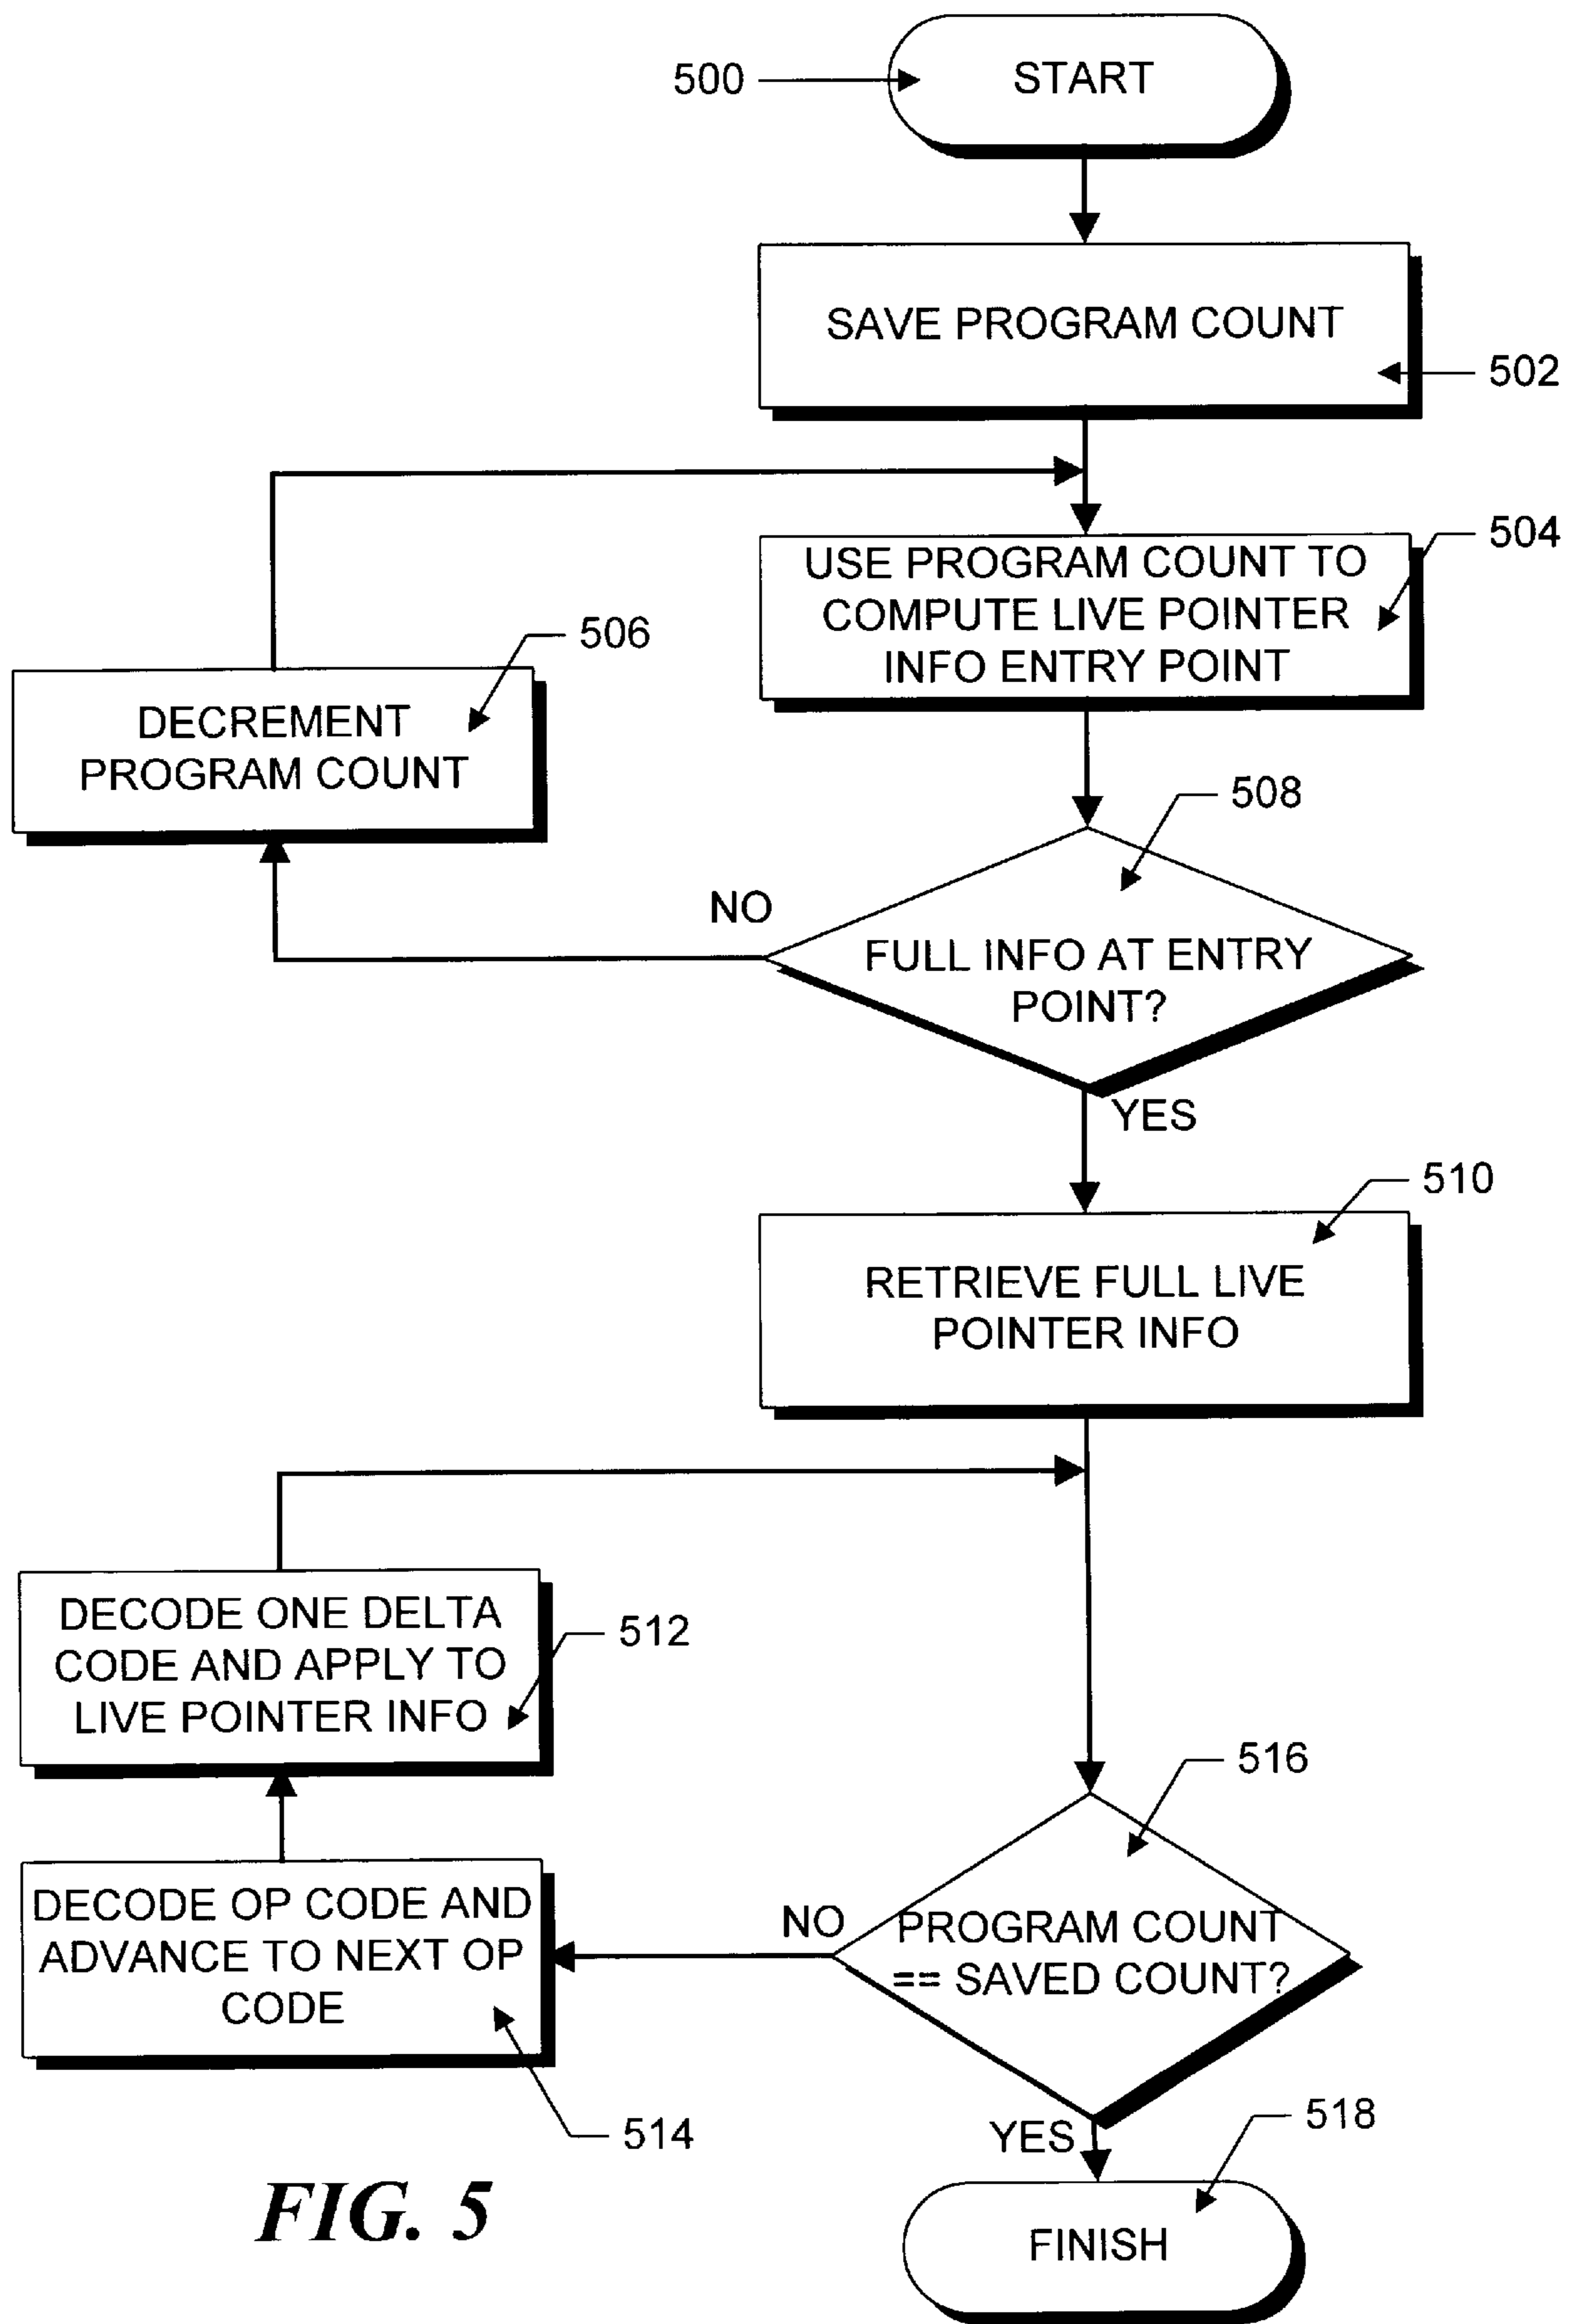 500
START
SAVE PROGRAM COUNT
502
504
USE PROGRAM COUNT TO
COMPUTE LIVE POINTER
INFO ENTRY POINT
506
DECREMENT
PROGRAM COUNT
508
NO
FULL INFO AT ENTRY
POINT?
YES
510
RETRIEVE FULL LIVE
POINTER INFO
DECODE ONE DELTA
CODE AND APPLY TO
LIVE POINTER INFO
512
516
DECODE OP CODE AND
ADVANCE TO NEXT OP
CODE
NO
PROGRAM COUNT
== SAVED COUNT?
514
YES
518
FINISH
FIG. 5